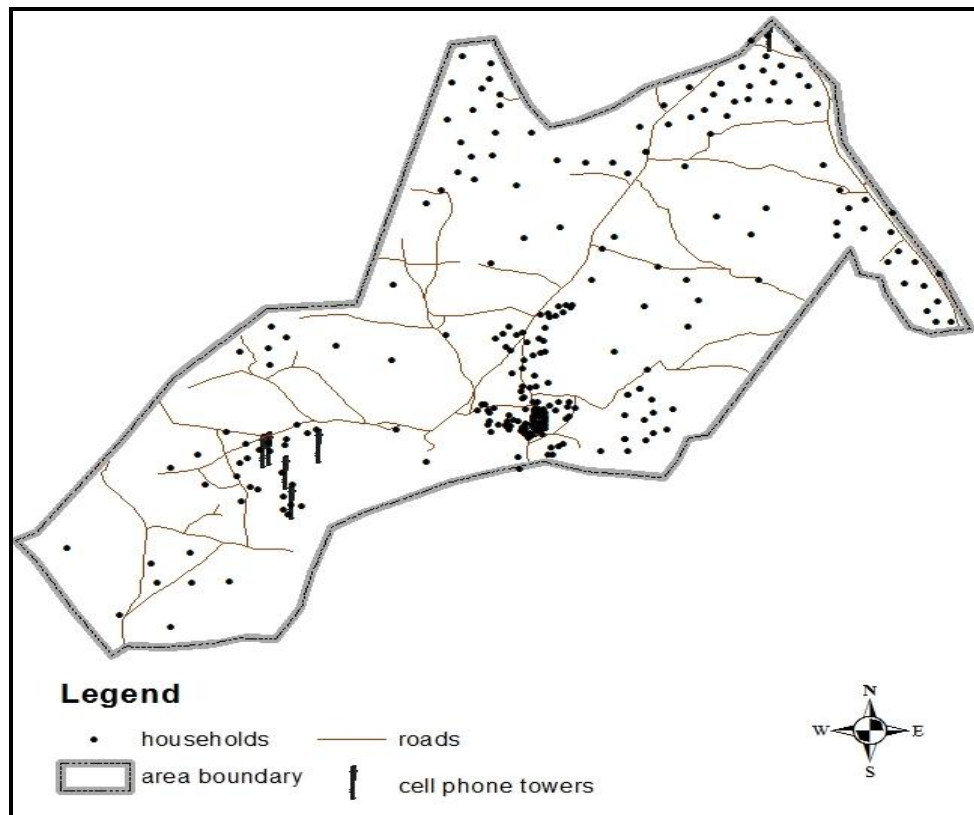 Legend
households
roads
area boundary
cell phone towers
N
W E
S